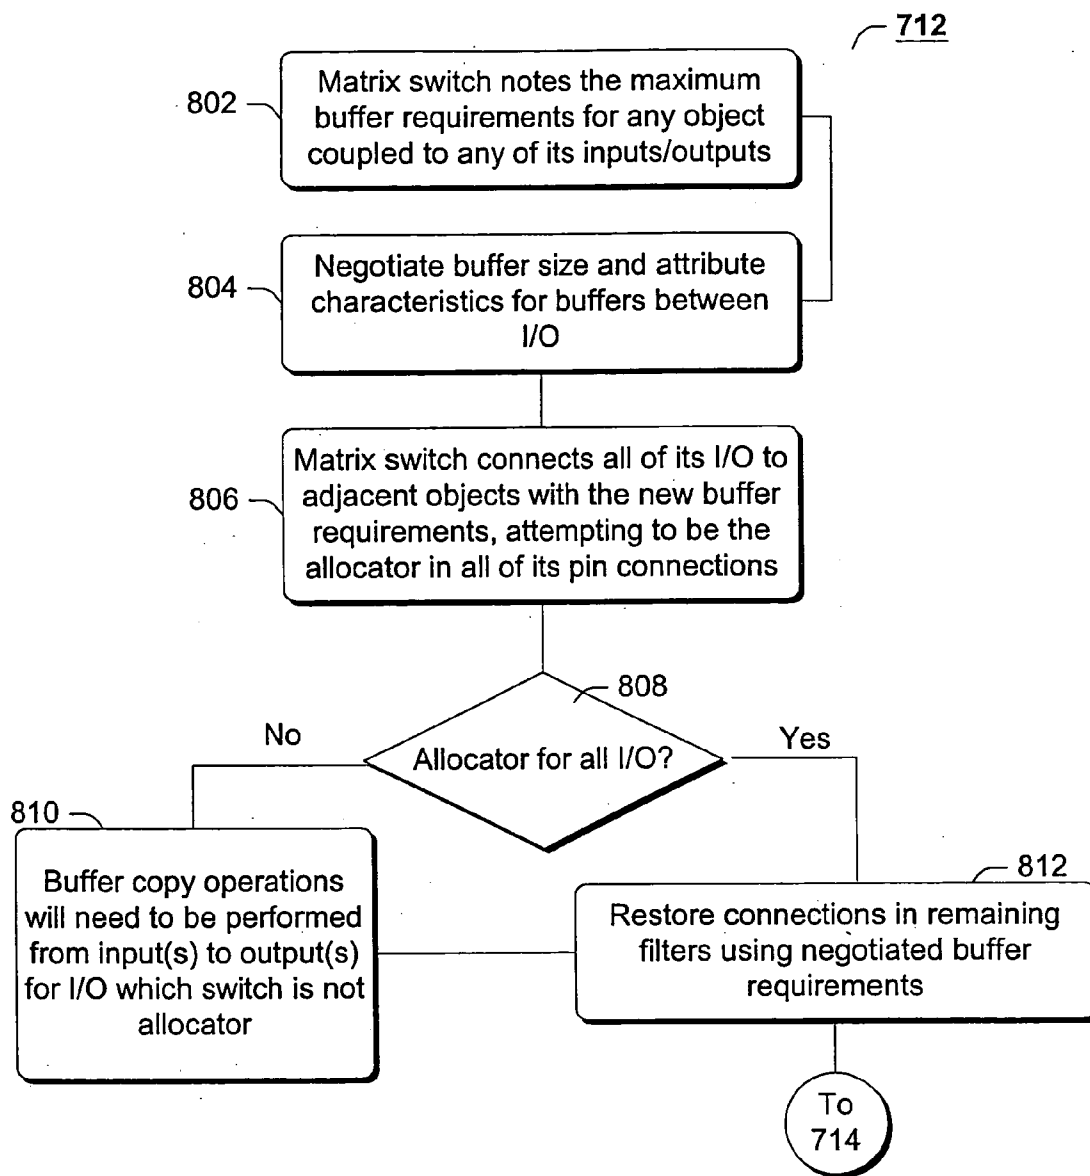 712
802
Matrix switch notes the maximum
buffer requirements for any object
coupled to any of its inputs/outputs
804
Negotiate buffer size and attribute
characteristics for buffers between
I/O
806
Matrix switch connects all of its I/O to
adjacent objects with the new buffer
requirements, attempting to be the
allocator in all of its pin connections
808
No
Allocator for all I/O?
Yes
810
Buffer copy operations
will need to be performed
from input(s) to output(s)
for I/O which switch is not
allocator
812
Restore connections in remaining
filters using negotiated buffer
requirements
To
714